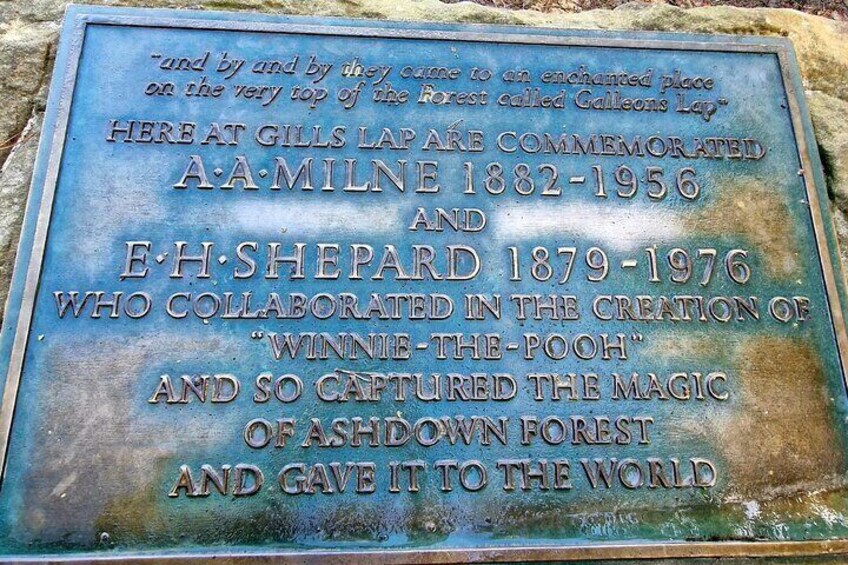 "and by and by they came to an enchanted place
on the very top of the Forest called Galleons Lap"
HERE AT GILLS LAP ARE COMMEMORATED
A·A·MILNE 1882-1956
AND
E·H·SHEPARD 1879-1976
WHO COLLABORATED IN THE CREATION OF
"WINNIE-THE-POOH"
AND SO CAPTURED THE MAGIC
OF ASHDOWN FOREST
AND GAVE IT TO THE WORLD